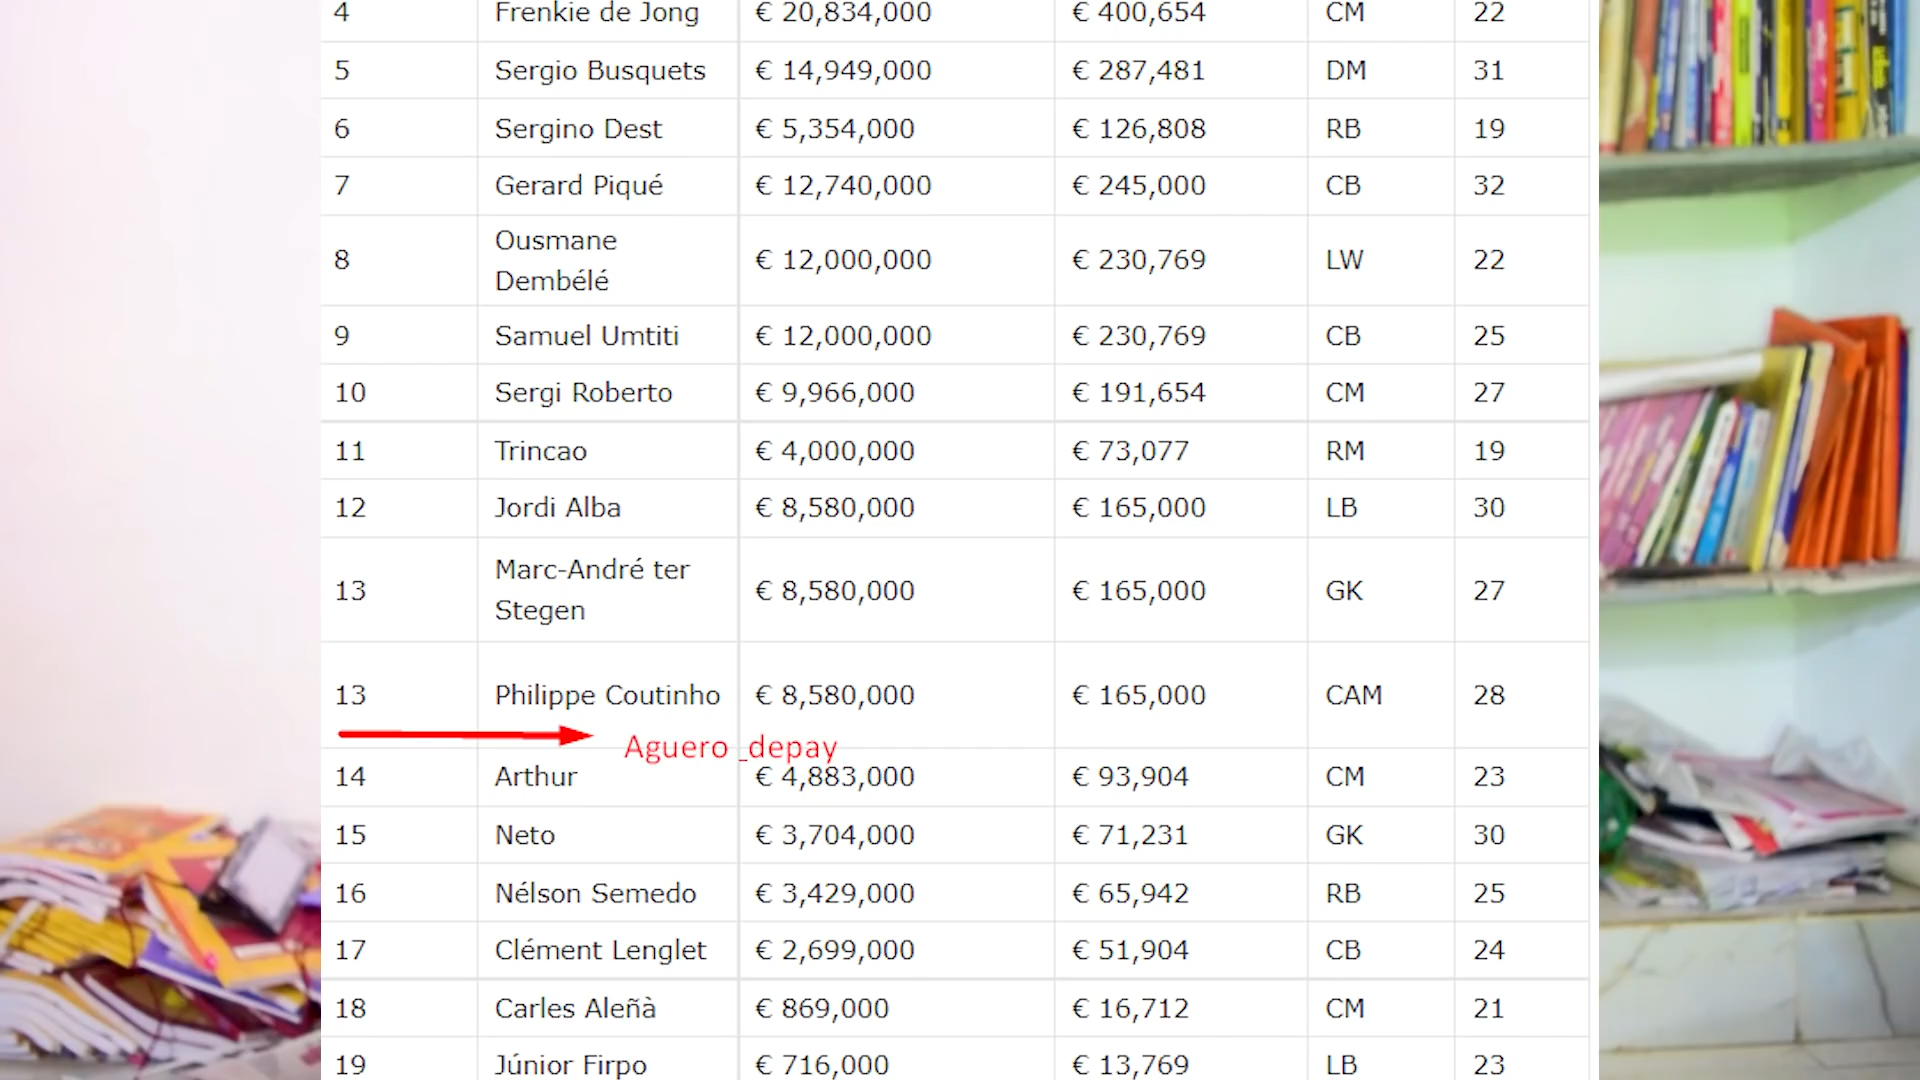 4 Frenkie de Jong € 20,834,000 € 400,654 CM 22
5 Sergio Busquets € 14,949,000 € 287,481 DM 31
6 Sergino Dest € 5,354,000 € 126,808 RB 19
7 Gerard Piqué € 12,740,000 € 245,000 CB 32
8 Ousmane Dembélé € 12,000,000 € 230,769 LW 22
9 Samuel Umtiti € 12,000,000 € 230,769 CB 25
10 Sergi Roberto € 9,966,000 € 191,654 CM 27
11 Trincao € 4,000,000 € 73,077 RM 19
12 Jordi Alba € 8,580,000 € 165,000 LB 30
13 Marc-André ter Stegen € 8,580,000 € 165,000 GK 27
13 Philippe Coutinho € 8,580,000 € 165,000 CAM 28
Aguero _depay
14 Arthur € 4,883,000 € 93,904 CM 23
15 Neto € 3,704,000 € 71,231 GK 30
16 Nélson Semedo € 3,429,000 € 65,942 RB 25
17 Clément Lenglet € 2,699,000 € 51,904 CB 24
18 Carles Aleñà € 869,000 € 16,712 CM 21
19 Júnior Firpo € 716,000 € 13,769 LB 23